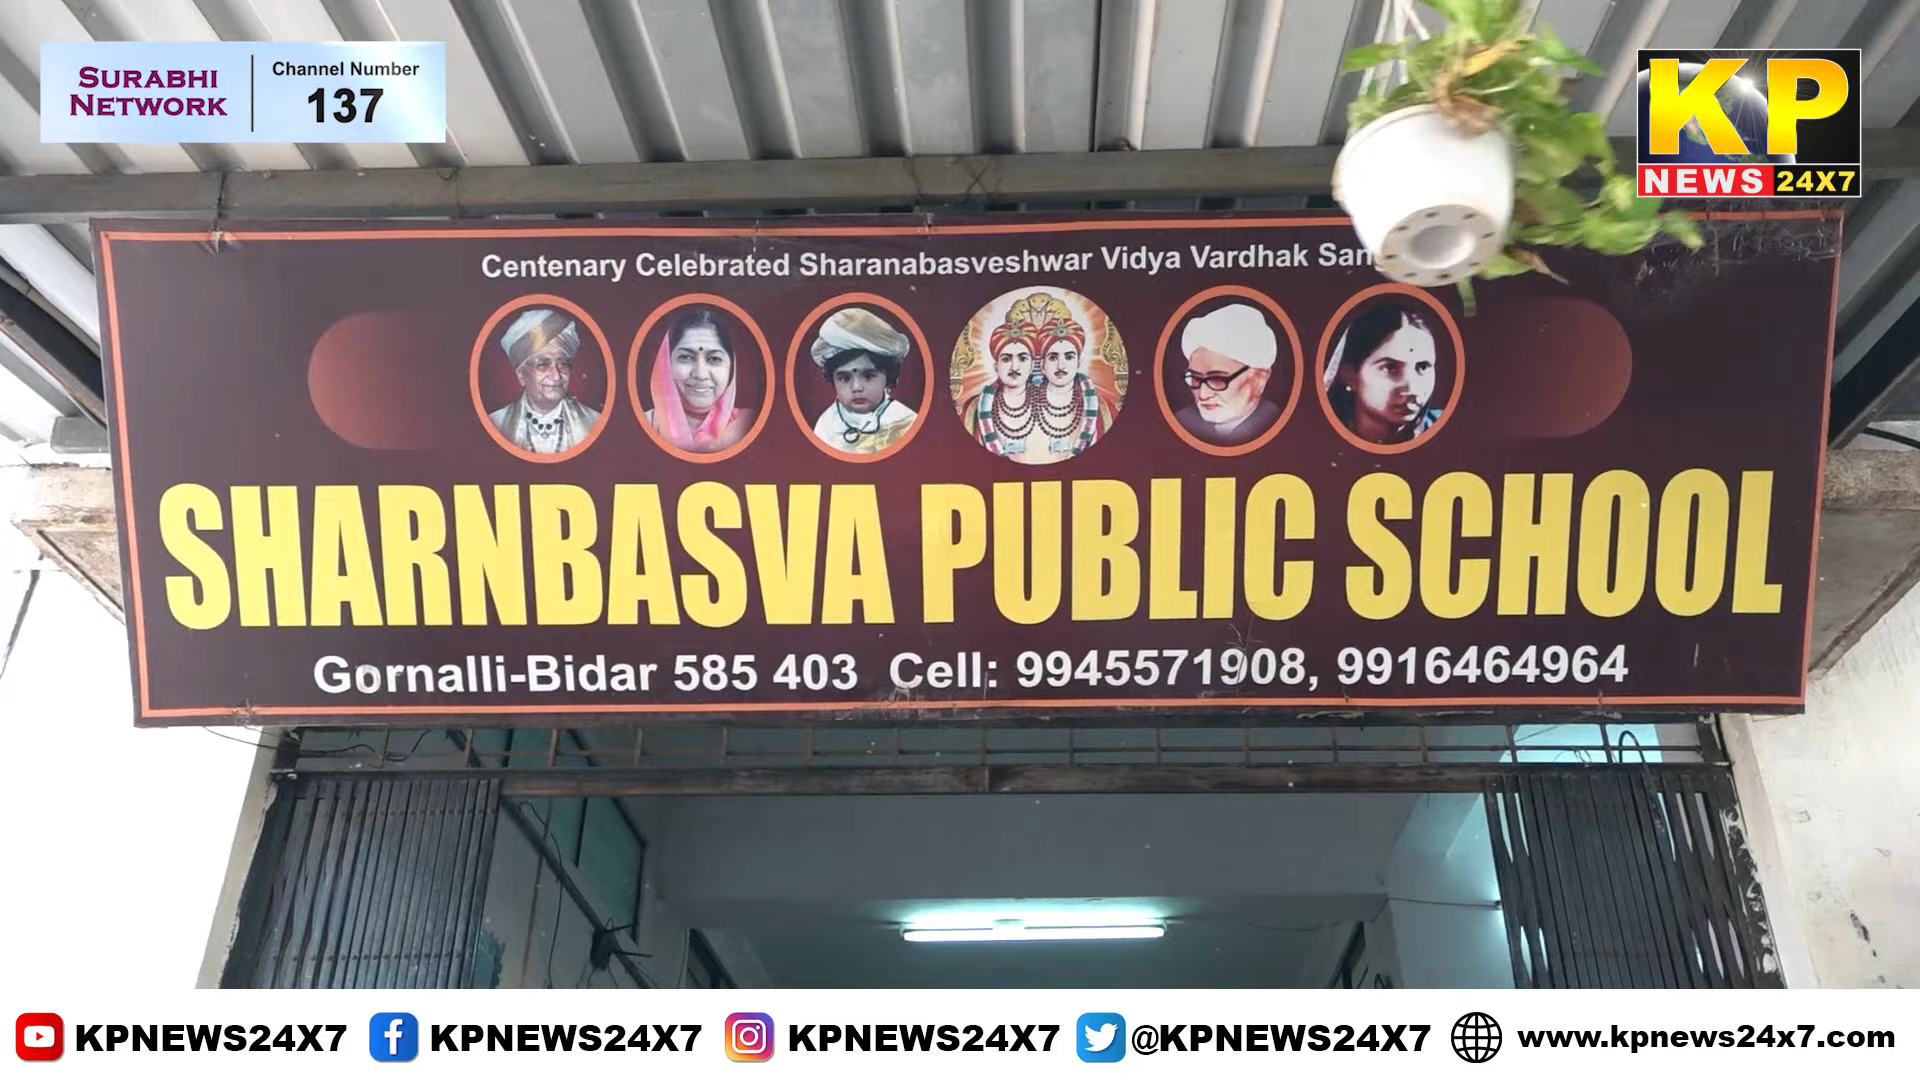 SURABHI
NETWORK
Channel Number
137
KP
NEWS 24X7
Centenary Celebrated Sharanabasveshwar Vidya Vardhak
SHARNBASVA PUBLIC SCHOOL
Gornalli-Bidar 585 403 Cell: 9945571908, 9916464964
KPNEWS24X7 KPNEWS24X7 KPNEWS24X7 @KPNEWS24X7 www.kpnews24x7.com